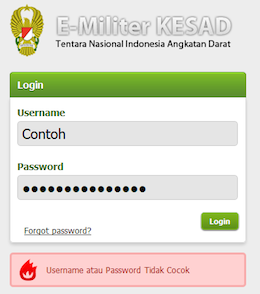 E-Militer KESAD
Tentara Nasional Indonesia Angkatan Darat
Login
Username
Contoh
Password
●●●●●●●●●●●●●●●
Login
Forgot password?
Username atau Password Tidak Cocok